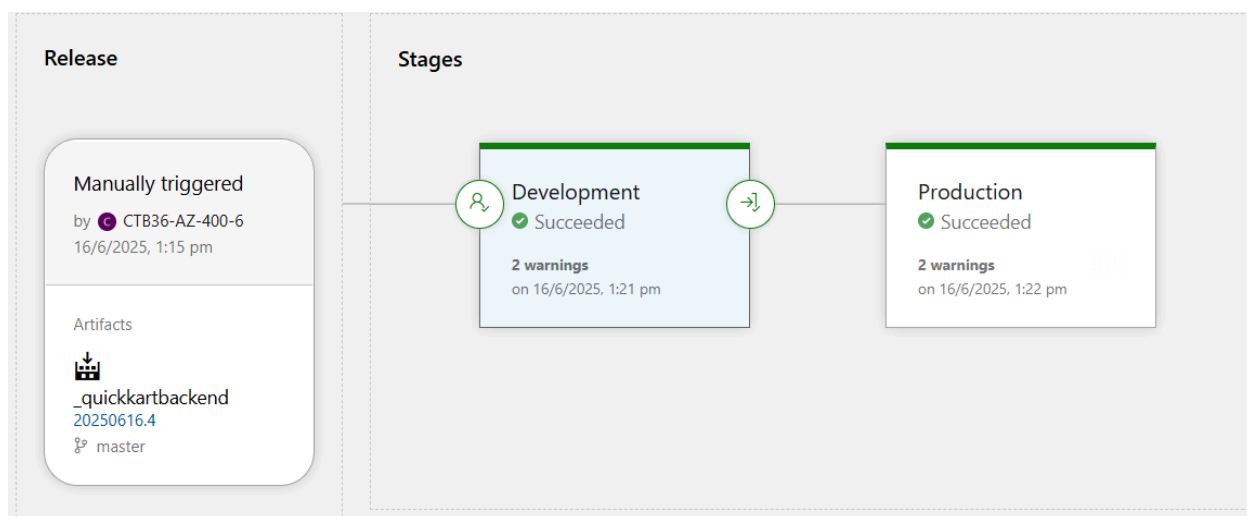 Release
Manually triggered
by C CTB36-AZ-400-6
16/6/2025, 1:15 pm
Artifacts
_quickkartbackend
20250616.4
master
Stages
Development
Succeeded
2 warnings
on 16/6/2025, 1:21 pm
Production
Succeeded
2 warnings
on 16/6/2025, 1:22 pm